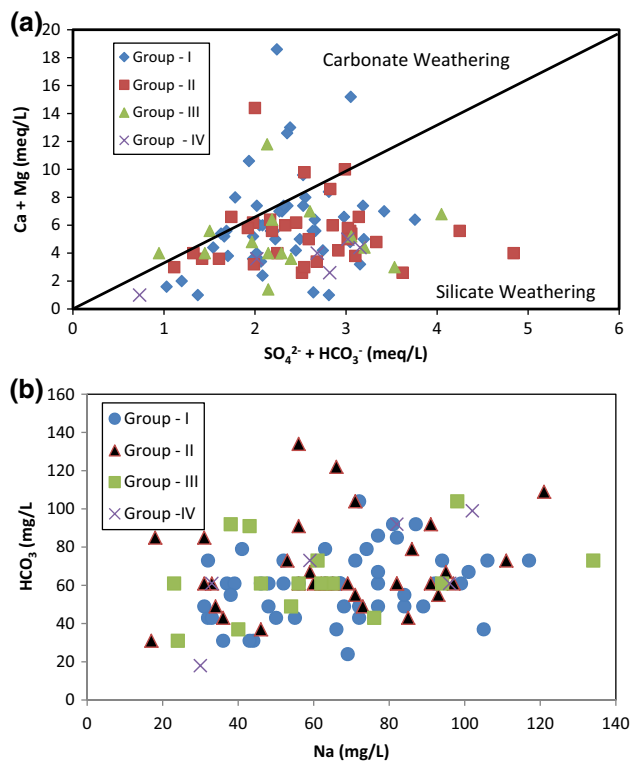 (a)
20
18
16
14
12
10
8
6
4
2
0
Ca + Mg (meq/L)
Group - I
Group - II
Group - III
Group - IV
Carbonate Weathering
Silicate Weathering
0 1 2 3 4 5 6
SO₄²⁻ + HCO₃⁻ (meq/L)
(b)
160
140
120
100
80
60
40
20
0
HCO₃ mg/L
Group - I
Group - II
Group - III
Group -IV
0 20 40 60 80 100 120 140
Na (mg/L)